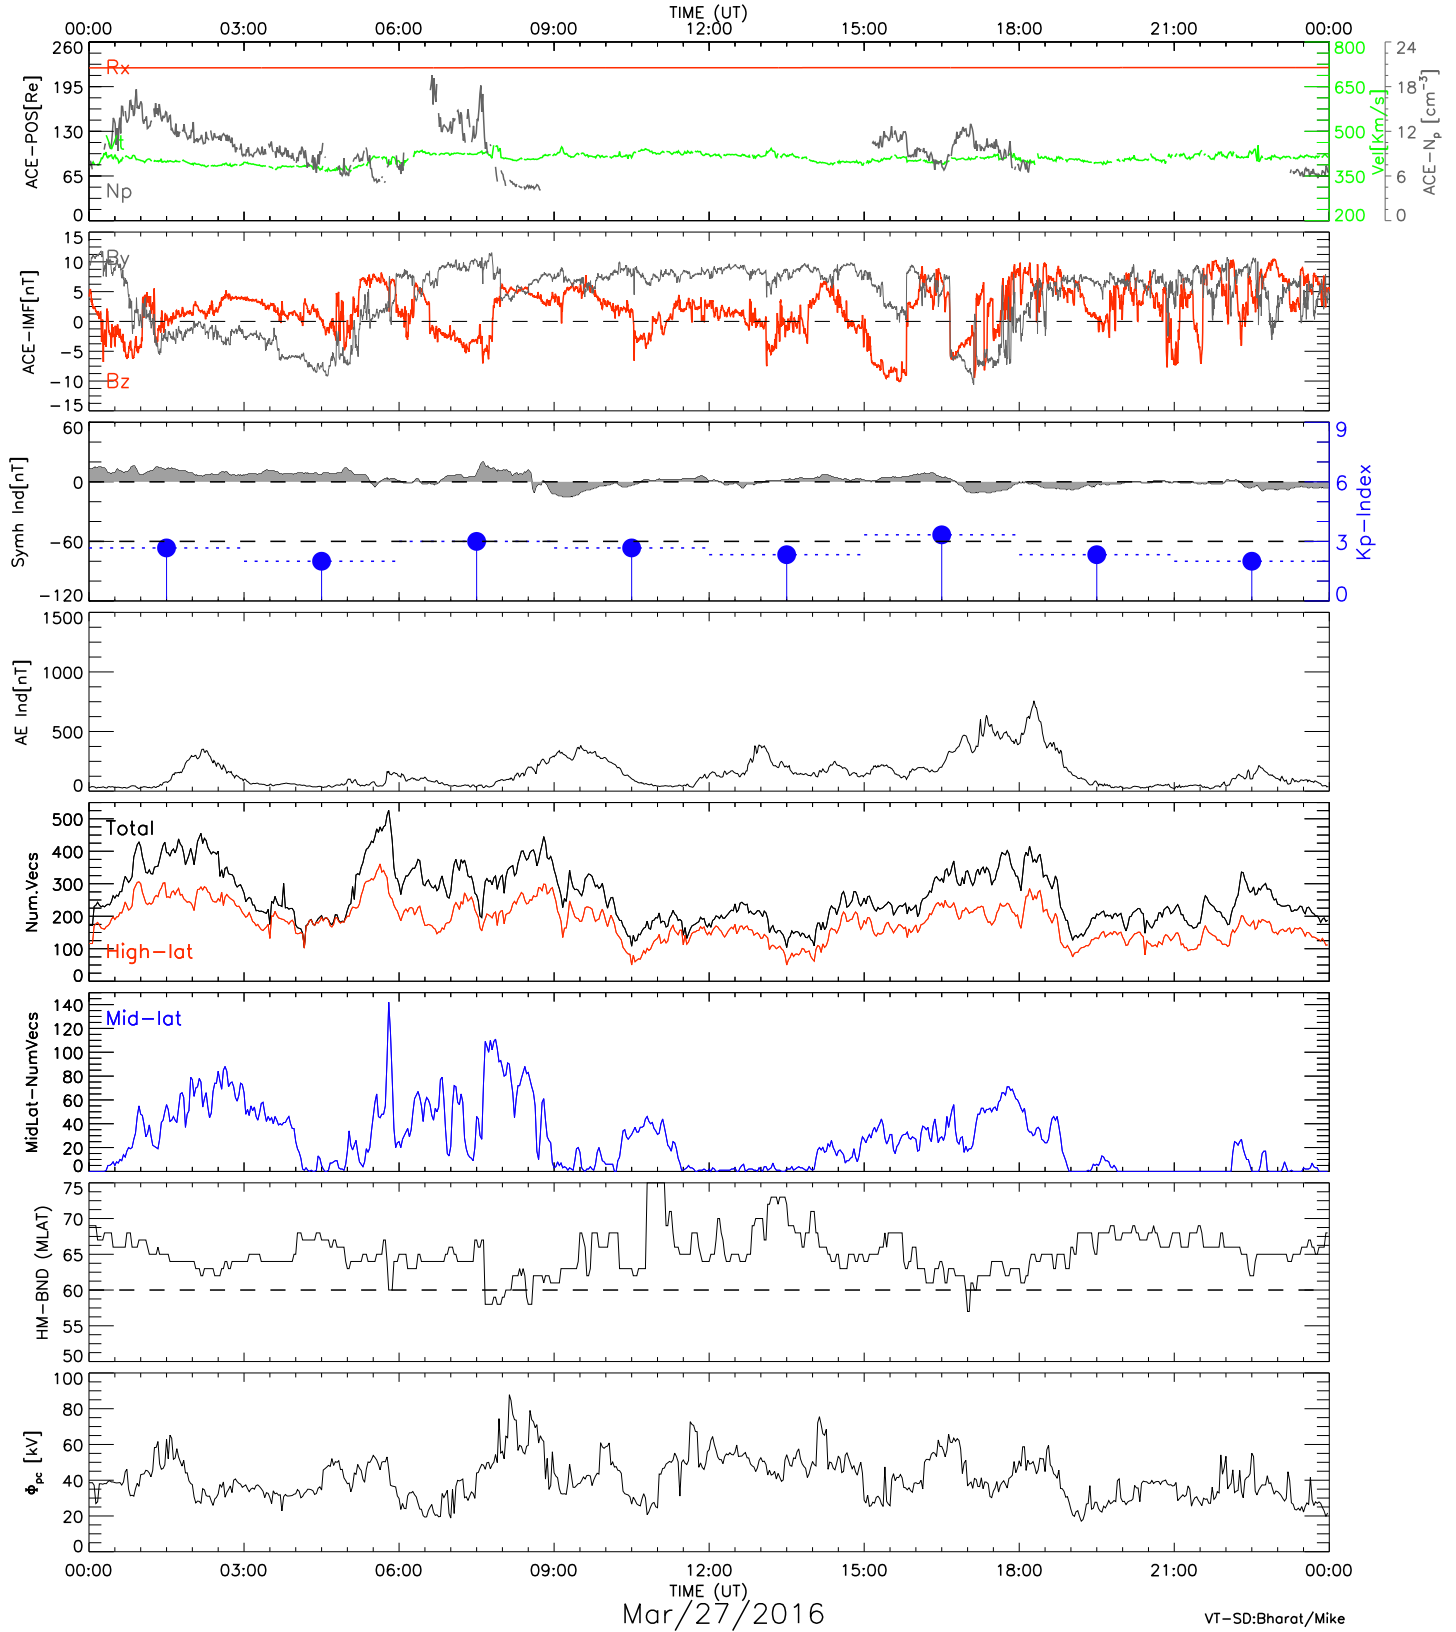 TIME (UT)
00:00 03:00 06:00 09:00 12:00 15:00 18:00 21:00 00:00
260 195 130 65 0
ACE-POS[Re]
Rx
Vt
Np
800 650 500 350 200
Vel[Km/s]
24 18 12 6 0
ACE-Np [cm-3]
15 10 5 0 -5 -10 -15
ACE-IMF[nT]
By
Bz
60 0 -60 -120
Symh Ind[nT]
9 6 3 0
Kp-Index
1500 1000 500 0
AE Ind[nT]
500 400 300 200 100 0
Num.Vecs
Total
High-lat
140 120 100 80 60 40 20 0
MidLat-NumVecs
Mid-lat
75 70 65 60 55 50
HM-BND (MLAT)
100 80 60 40 20 0
Φpc [kV]
00:00 03:00 06:00 09:00 12:00 15:00 18:00 21:00 00:00
TIME (UT)
Mar/27/2016
VT-SD:Bharat/Mike